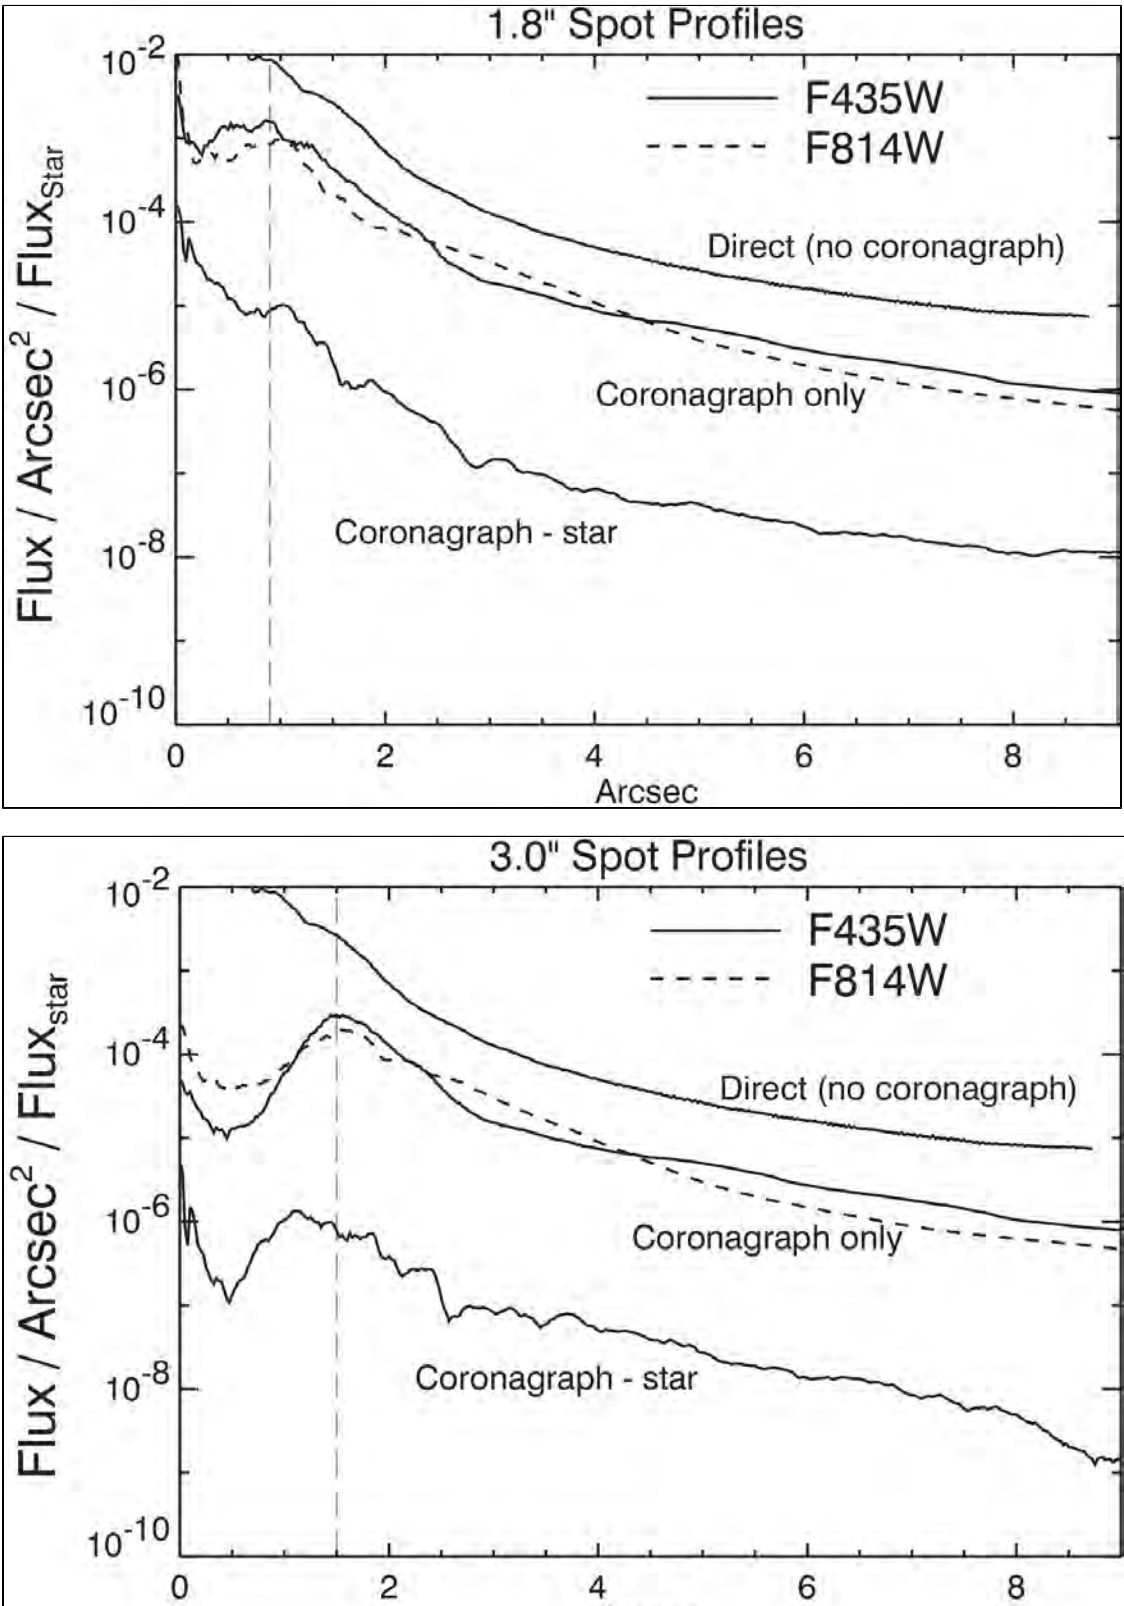 1.8" Spot Profiles
10-2
F435W
F814W
10-4
Direct (no coronagraph)
10-6
Coronagraph only
Coronagraph - star
10-8
10-10
Flux / Arcsec2 / FluxStar
0 2 4 6 8
Arcsec
3.0" Spot Profiles
10-2
F435W
F814W
10-4
Direct (no coronagraph)
10-6
Coronagraph only
Coronagraph - star
10-8
10-10
Flux / Arcsec2 / Fluxstar
0 2 4 6 8